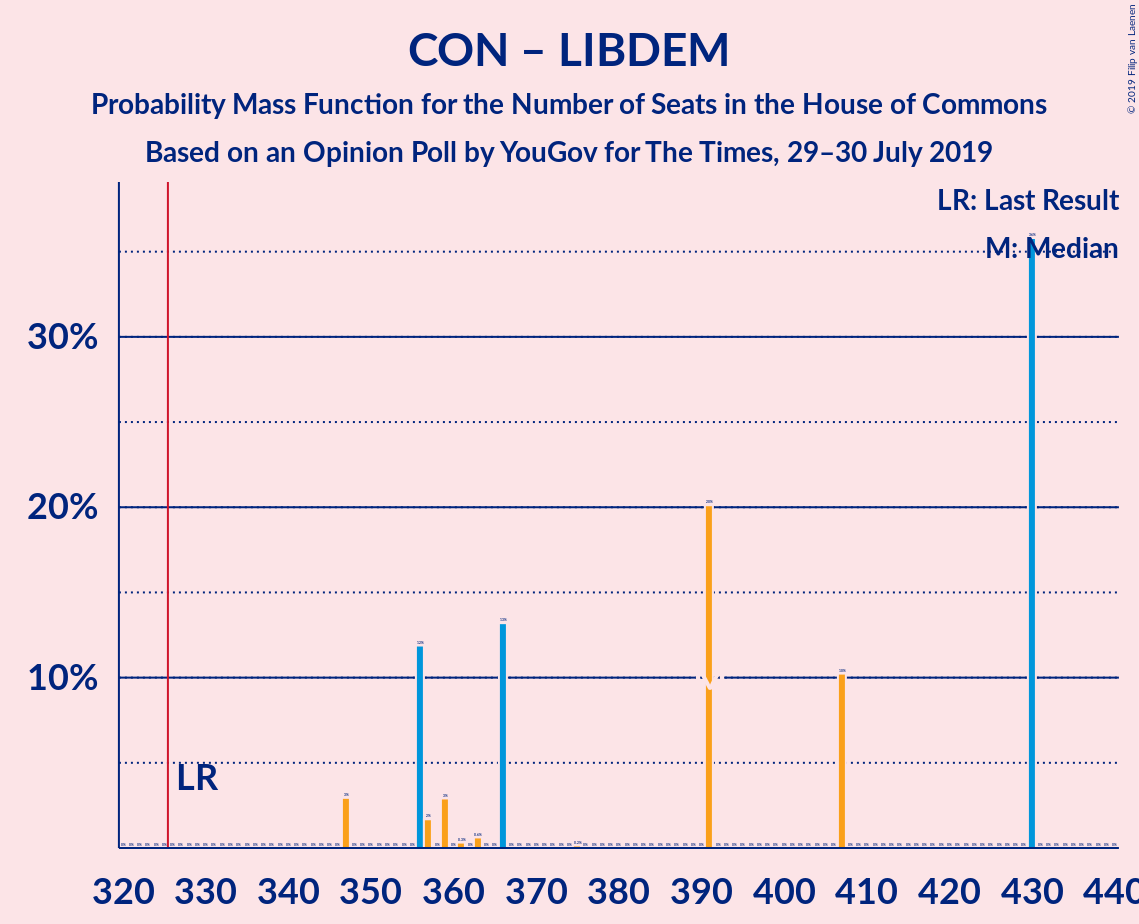 CON – LIBDEM
Probability Mass Function for the Number of Seats in the House of Commons
Based on an Opinion Poll by YouGov for The Times, 29–30 July 2019
© 2019 Filip van Laenen
LR: Last Result
M: Median
30%
20%
10%
LR
320 330 340 350 360 370 380 390 400 410 420 430 440